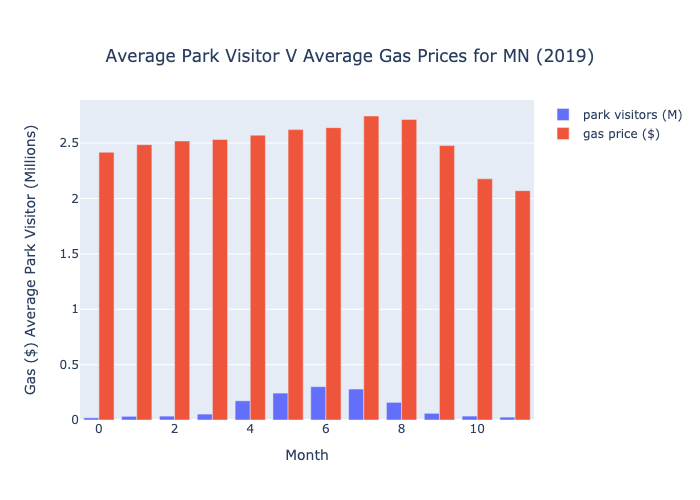 Average Park Visitor V Average Gas Prices for MN (2019)
park visitors (M)
gas price ($)
Gas ($) Average Park Visitor (Millions)
2.5
2
1.5
1
0.5
0
0 2 4 6 8 10
Month